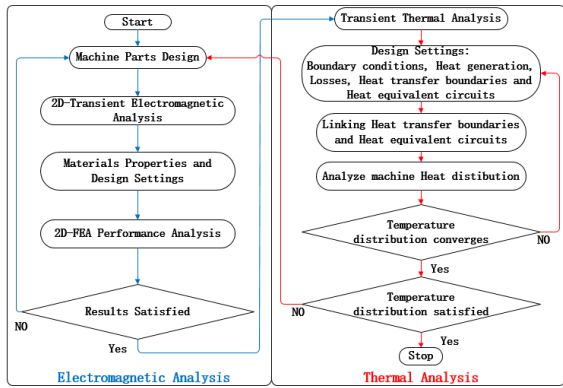 Start
Machine Parts Design
2D-Transient Electromagnetic
Analysis
Materials Properties and
Design Settings
2D-FEA Performance Analysis
Results Satisfied
NO
Yes
Electromagnetic Analysis
Transient Thermal Analysis
Design Settings:
Boundary conditions, Heat generation,
Losses, Heat transfer boundaries and
Heat equivalent circuits
Linking Heat transfer boundaries
and Heat equivalent circuits
Analyze machine Heat distibution
Temperature
distribution converges
NO
Yes
Temperature
distribution satisfied
NO
Yes
Stop
Thermal Analysis